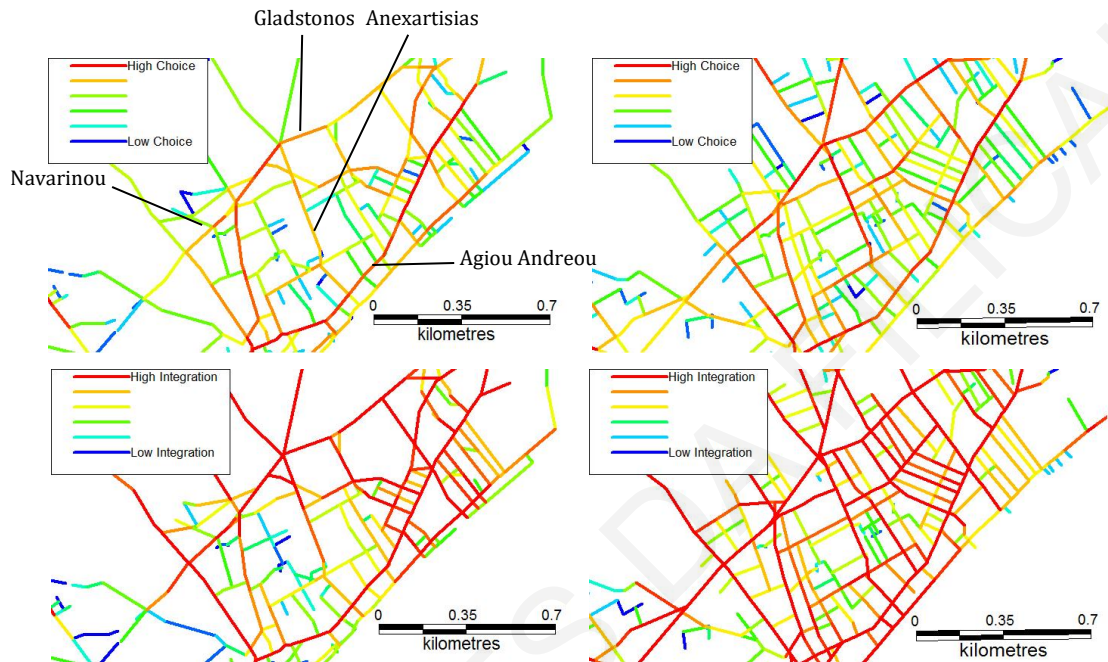 Gladstonos Anexartisias
High Choice
Low Choice
High Choice
Low Choice
Navarinou
Agiou Andreou
0 0.35 0.7
kilometres
0 0.35 0.7
kilometres
High Integration
Low Integration
High Integration
Low Integration
0 0.35 0.7
kilometres
0 0.35 0.7
kilometres